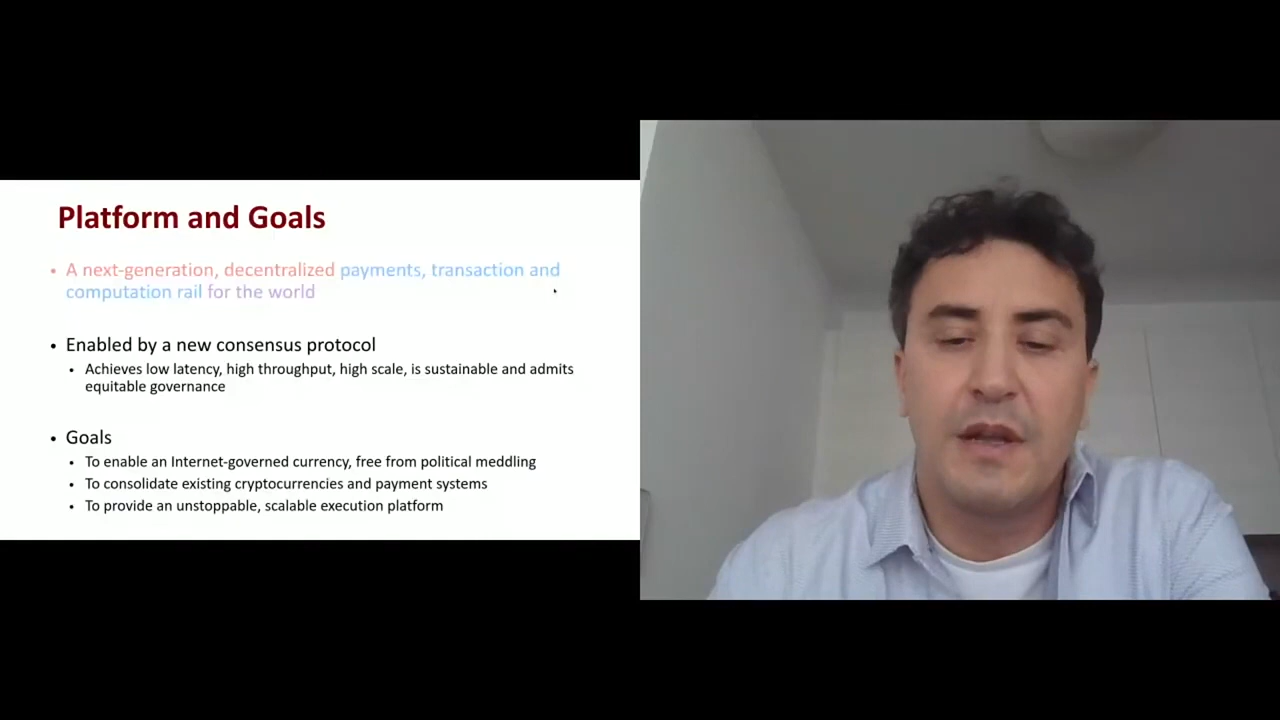 Platform and Goals
• A next-generation, decentralized payments, transaction and
computation rail for the world
• Enabled by a new consensus protocol
• Achieves low latency, high throughput, high scale, is sustainable and admits
equitable governance
• Goals
• To enable an Internet-governed currency, free from political meddling
• To consolidate existing cryptocurrencies and payment systems
• To provide an unstoppable, scalable execution platform